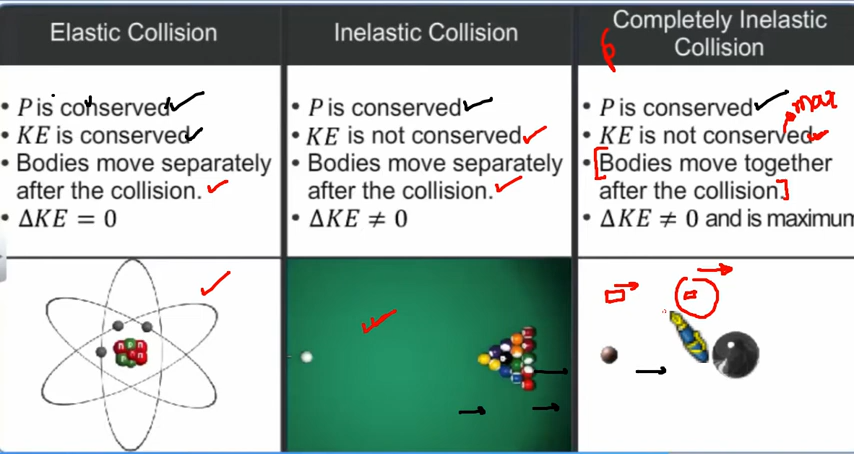 Elastic Collision
• P is conserved
• KE is conserved
• Bodies move separately
after the collision.
• ΔKE = 0
Inelastic Collision
• P is conserved
• KE is not conserved
• Bodies move separately
after the collision.
• ΔKE ≠ 0
Completely Inelastic
Collision
• P is conserved
max
• KE is not conserved
• Bodies move together
after the collision.
• ΔKE ≠ 0 and is maximum